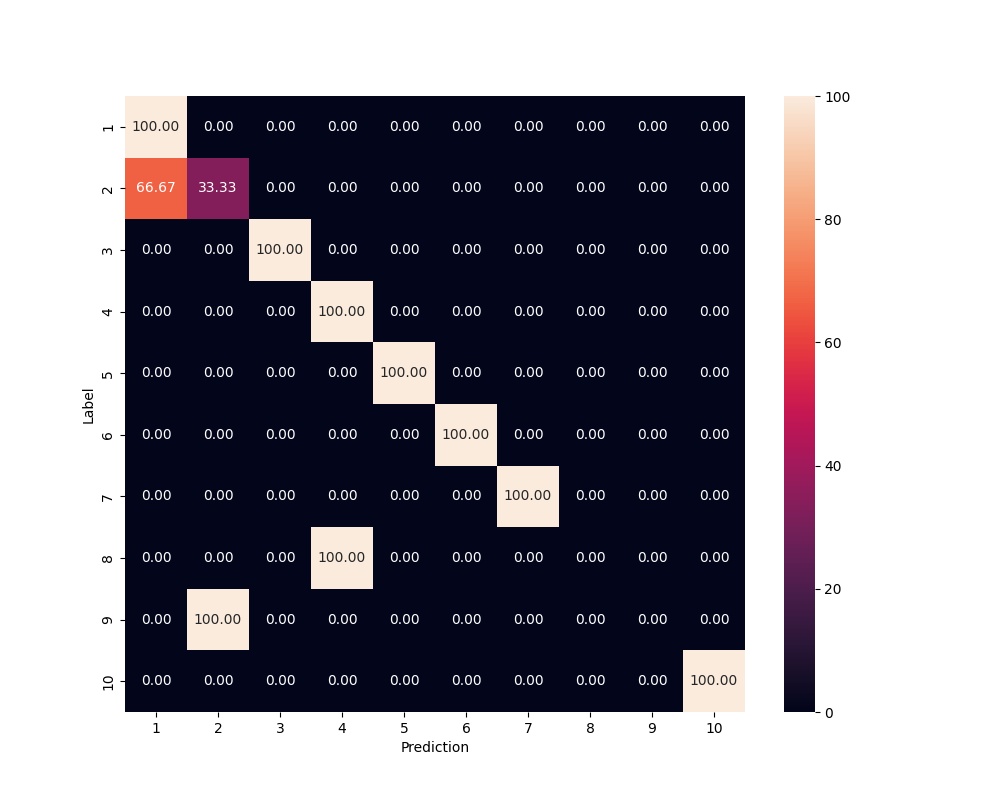 1 100.00 0.00 0.00 0.00 0.00 0.00 0.00 0.00 0.00 0.00
2 66.67 33.33 0.00 0.00 0.00 0.00 0.00 0.00 0.00 0.00
3 0.00 0.00 100.00 0.00 0.00 0.00 0.00 0.00 0.00 0.00
4 0.00 0.00 0.00 100.00 0.00 0.00 0.00 0.00 0.00 0.00
5 0.00 0.00 0.00 0.00 100.00 0.00 0.00 0.00 0.00 0.00
6 0.00 0.00 0.00 0.00 0.00 100.00 0.00 0.00 0.00 0.00
7 0.00 0.00 0.00 0.00 0.00 0.00 100.00 0.00 0.00 0.00
8 0.00 0.00 0.00 100.00 0.00 0.00 0.00 0.00 0.00 0.00
9 0.00 100.00 0.00 0.00 0.00 0.00 0.00 0.00 0.00 0.00
10 0.00 0.00 0.00 0.00 0.00 0.00 0.00 0.00 0.00 100.00
1 2 3 4 5 6 7 8 9 10
Prediction
Label
100
80
60
40
20
0